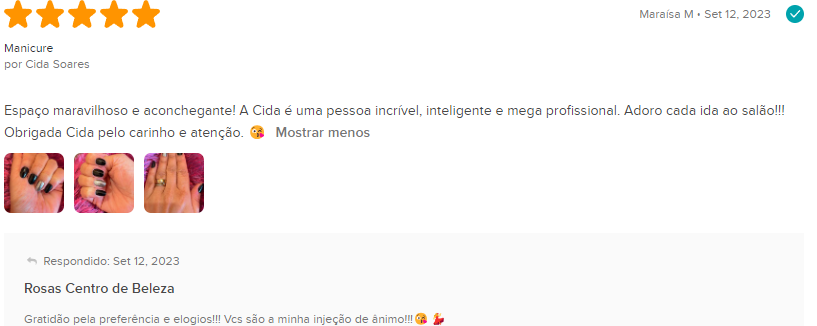 Maraísa M • Set 12, 2023
Manicure
por Cida Soares
Espaço maravilhoso e aconchegante! A Cida é uma pessoa incrível, inteligente e mega profissional. Adoro cada ida ao salão!!!
Obrigada Cida pelo carinho e atenção. 😘 Mostrar menos
Respondido: Set 12, 2023
Rosas Centro de Beleza
Gratidão pela preferência e elogios!!! Vcs são a minha injeção de ânimo!!!😘 💃